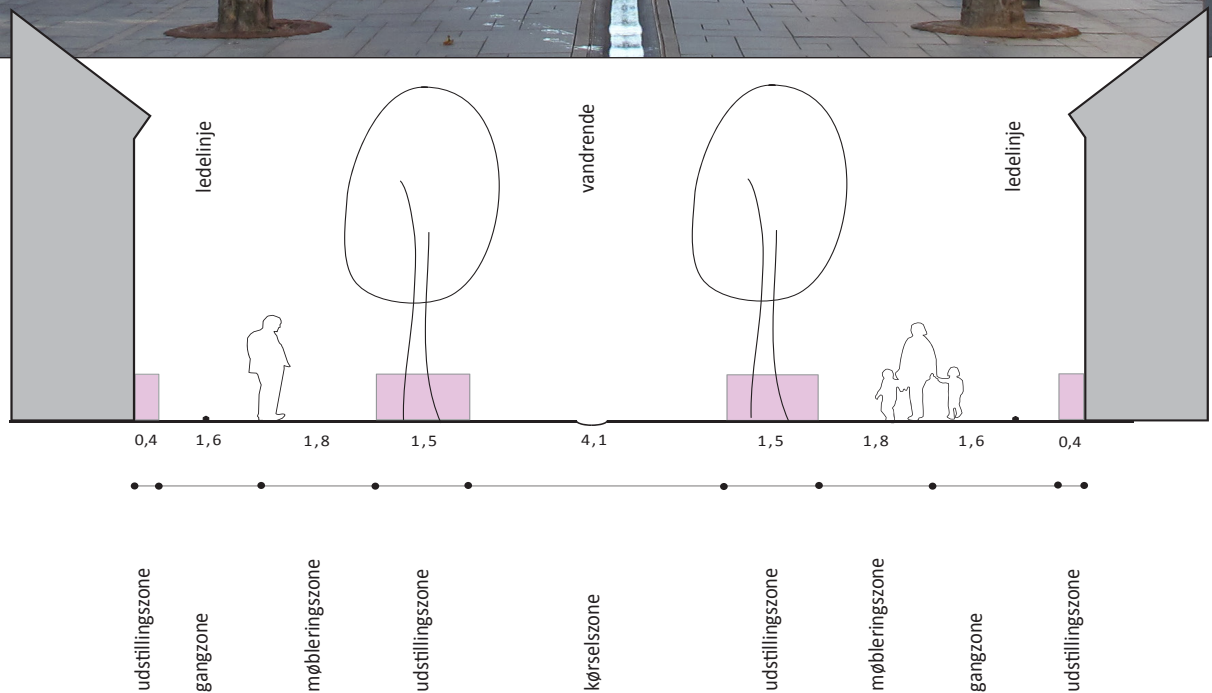 ledelinje
vandrende
ledelinje
0,4
1,6
1,8
1,5
4,1
1,5
1,8
1,6
0,4
udstillingszone
gangzone
møbleringszone
udstillingszone
kørselszone
udstillingszone
møbleringszone
gangzone
udstillingszone